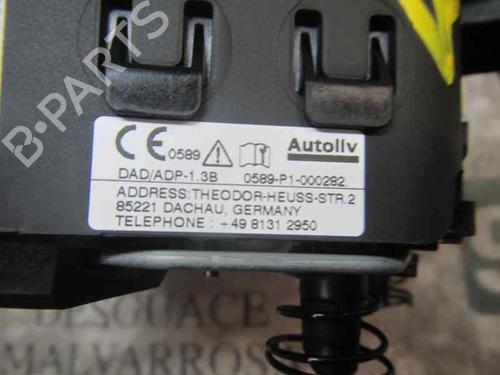 B-PARTS
CE 0589 Autoliv
DAD/ADP-1.3B 0589-P1-000282
ADDRESS:THEODOR-HEUSS-STR.2
85221 DACHAU, GERMANY
TELEPHONE : +49 8131 2950
DESGUACE
MALVARROS